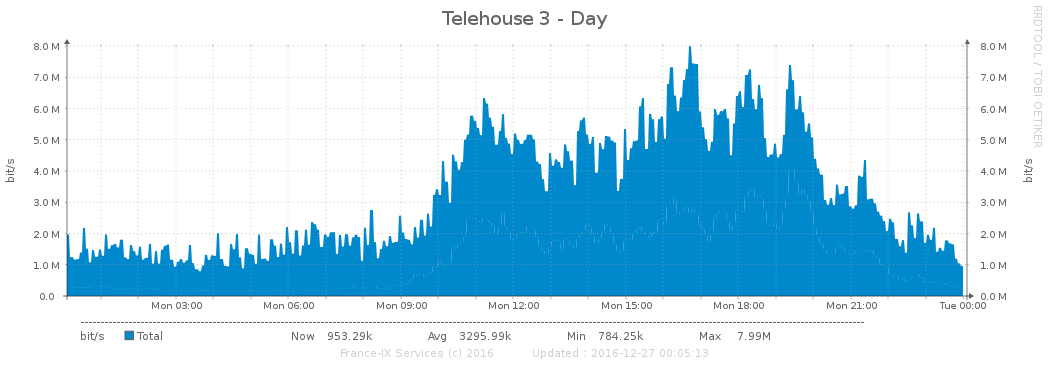 Telehouse 3 - Day
RRDTOOL / TOBI OETIKER
8.0 M 8.0 M
7.0 M 7.0 M
6.0 M 6.0 M
5.0 M 5.0 M
4.0 M 4.0 M
3.0 M 3.0 M
2.0 M 2.0 M
1.0 M 1.0 M
0.0 0.0 M
bit/s bit/s
Mon 03:00 Mon 06:00 Mon 09:00 Mon 12:00 Mon 15:00 Mon 18:00 Mon 21:00 Tue 00:00
bit/s Total Now 953.29k Avg 3295.99k Min 784.25k Max 7.99M
France-IX Services (c) 2016 Updated : 2016-12-27 00:05:13